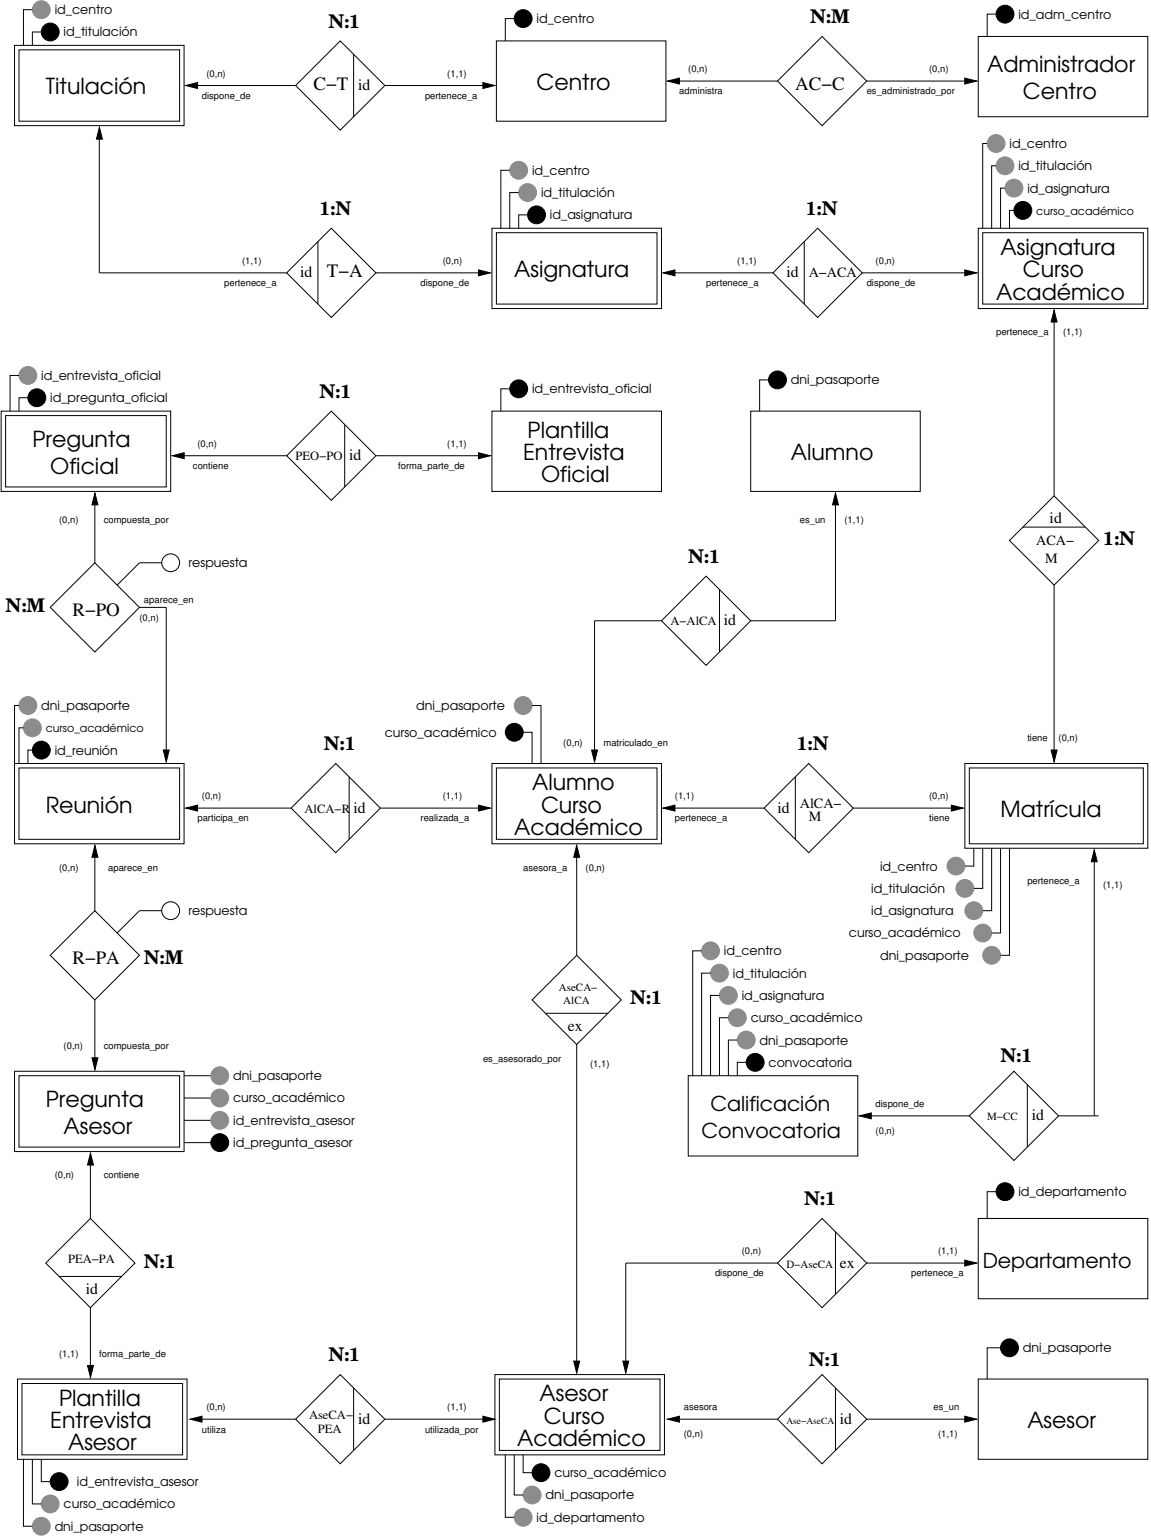 id_centro
id_titulación
Titulación
(0,n)
dispone_de
N:1
C–T
id
(1,1)
pertenece_a
id_centro
Centro
(0,n)
administra
N:M
AC–C
(0,n)
es_administrado_por
id_adm_centro
Administrador
Centro
(1,1)
pertenece_a
1:N
id
T–A
(0,n)
dispone_de
id_centro
id_titulación
id_asignatura
Asignatura
(1,1)
pertenece_a
1:N
id
A–ACA
(0,n)
dispone_de
id_centro
id_titulación
id_asignatura
curso_académico
Asignatura
Curso
Académico
pertenece_a
(1,1)
id
ACA–
M
1:N
tiene
(0,n)
id_entrevista_oficial
id_pregunta_oficial
Pregunta
Oficial
(0,n)
contiene
N:1
PEO–PO
id
(1,1)
forma_parte_de
id_entrevista_oficial
Plantilla
Entrevista
Oficial
dni_pasaporte
Alumno
es_un
(1,1)
N:1
A–AlCA
id
(0,n)
matriculado_en
(0,n)
compuesta_por
respuesta
N:M
R–PO
aparece_en
(0,n)
dni_pasaporte
curso_académico
id_reunión
Reunión
(0,n)
participa_en
N:1
AlCA–R
id
(1,1)
realizada_a
dni_pasaporte
curso_académico
Alumno
Curso
Académico
(1,1)
pertenece_a
1:N
id
AlCA–
M
(0,n)
tiene
Matrícula
id_centro
id_titulación
id_asignatura
curso_académico
dni_pasaporte
pertenece_a
(1,1)
(0,n)
aparece_en
respuesta
R–PA
N:M
(0,n)
compuesta_por
asesora_a
(0,n)
AseCA–
AlCA
ex
N:1
es_asesorado_por
(1,1)
id_centro
id_titulación
id_asignatura
curso_académico
dni_pasaporte
convocatoria
Calificación
Convocatoria
dispone_de
(0,n)
N:1
M–CC
id
Pregunta
Asesor
dni_pasaporte
curso_académico
id_entrevista_asesor
id_pregunta_asesor
(0,n)
contiene
PEA–PA
id
N:1
(1,1)
forma_parte_de
(0,n)
dispone_de
N:1
D–AseCA
ex
(1,1)
pertenece_a
id_departamento
Departamento
Plantilla
Entrevista
Asesor
id_entrevista_asesor
curso_académico
dni_pasaporte
(0,n)
utiliza
N:1
AseCA–
PEA
id
(1,1)
utilizada_por
Asesor
Curso
Académico
curso_académico
dni_pasaporte
id_departamento
asesora
(0,n)
N:1
Ase–AseCA
id
es_un
(1,1)
dni_pasaporte
Asesor